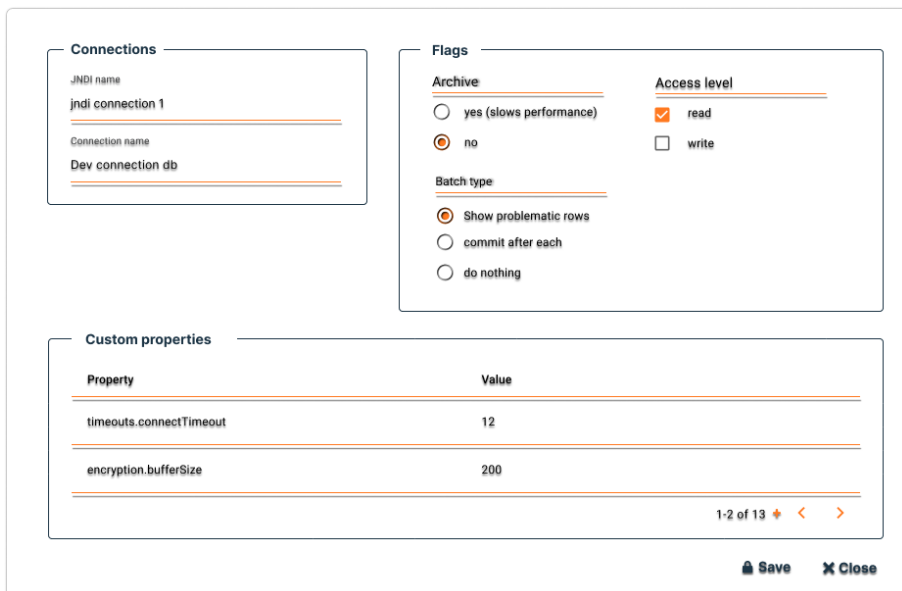 Connections
JNDI name
jndi connection 1
Connection name
Dev connection db
Flags
Archive
yes (slows performance)
no
Access level
read
write
Batch type
Show problematic rows
commit after each
do nothing
Custom properties
Property Value
timeouts.connectTimeout 12
encryption.bufferSize 200
1-2 of 13
Save Close